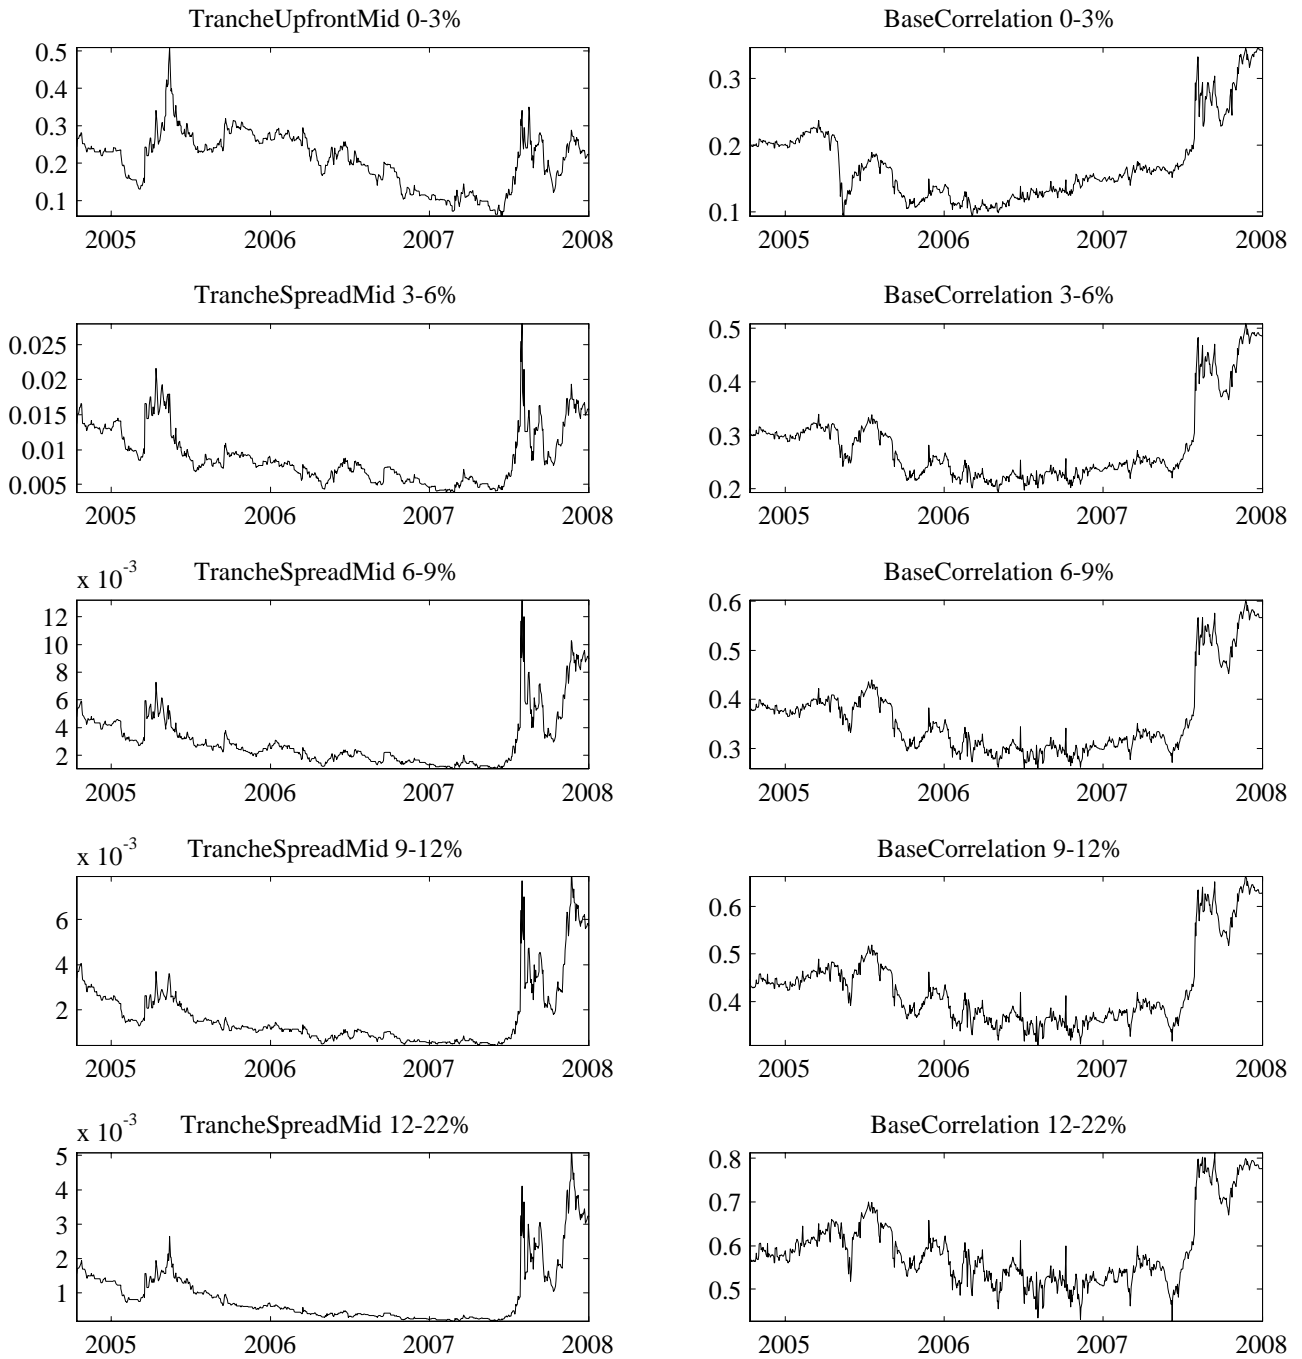 TrancheUpfrontMid 0-3%
0.5
0.4
0.3
0.2
0.1
2005 2006 2007 2008
BaseCorrelation 0-3%
0.3
0.2
0.1
2005 2006 2007 2008
TrancheSpreadMid 3-6%
0.025
0.02
0.015
0.01
0.005
2005 2006 2007 2008
BaseCorrelation 3-6%
0.5
0.4
0.3
0.2
2005 2006 2007 2008
x 10^-3
TrancheSpreadMid 6-9%
12
10
8
6
4
2
2005 2006 2007 2008
BaseCorrelation 6-9%
0.6
0.5
0.4
0.3
2005 2006 2007 2008
x 10^-3
TrancheSpreadMid 9-12%
6
4
2
2005 2006 2007 2008
BaseCorrelation 9-12%
0.6
0.5
0.4
2005 2006 2007 2008
x 10^-3
TrancheSpreadMid 12-22%
5
4
3
2
1
2005 2006 2007 2008
BaseCorrelation 12-22%
0.8
0.7
0.6
0.5
2005 2006 2007 2008